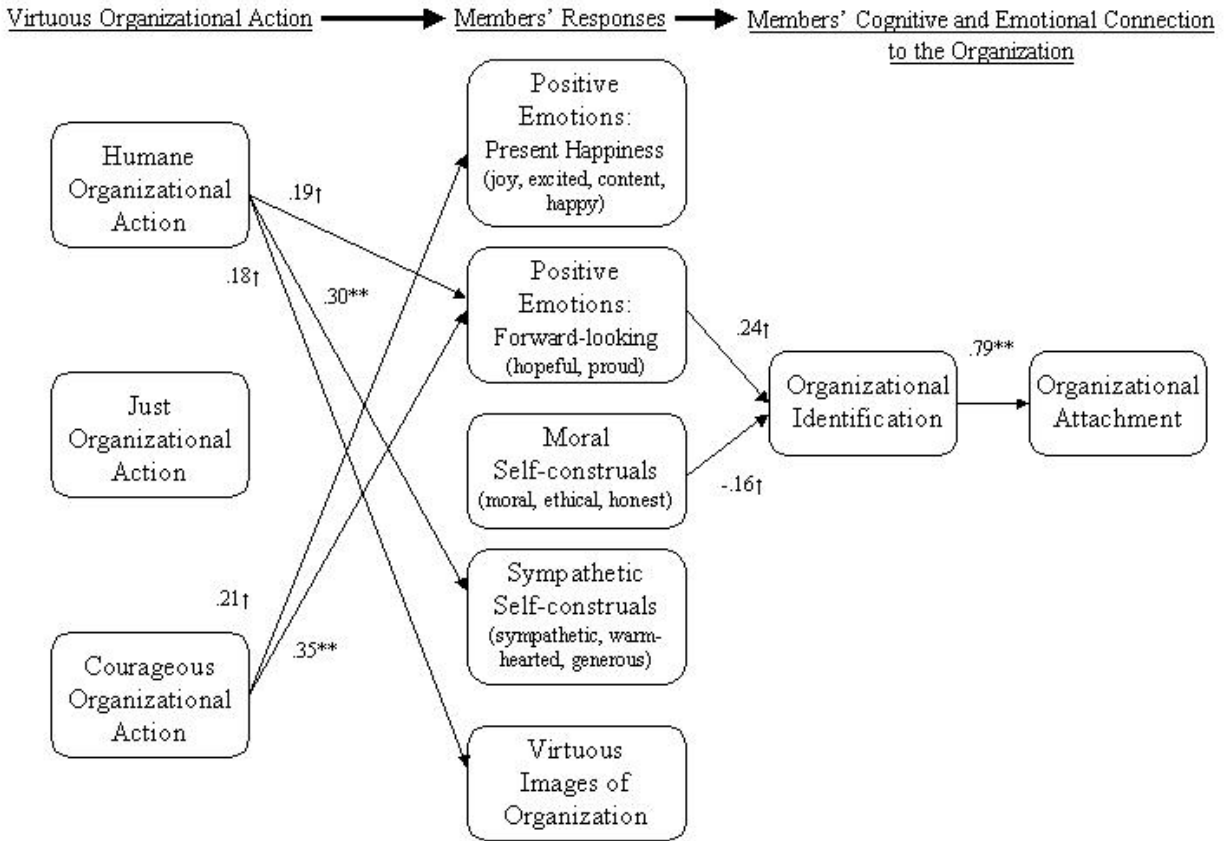 Virtuous Organizational Action
Members' Responses
Members' Cognitive and Emotional Connection
to the Organization
Humane
Organizational
Action
Just
Organizational
Action
Courageous
Organizational
Action
.19↑
.18↑
.30**
.21↑
.35**
Positive
Emotions:
Present Happiness
(joy, excited, content,
happy)
Positive
Emotions:
Forward-looking
(hopeful, proud)
Moral
Self-construals
(moral, ethical, honest)
Sympathetic
Self-construals
(sympathetic, warm-
hearted, generous)
Virtuous
Images of
Organization
.24↑
-.16↑
Organizational
Identification
.79**
Organizational
Attachment